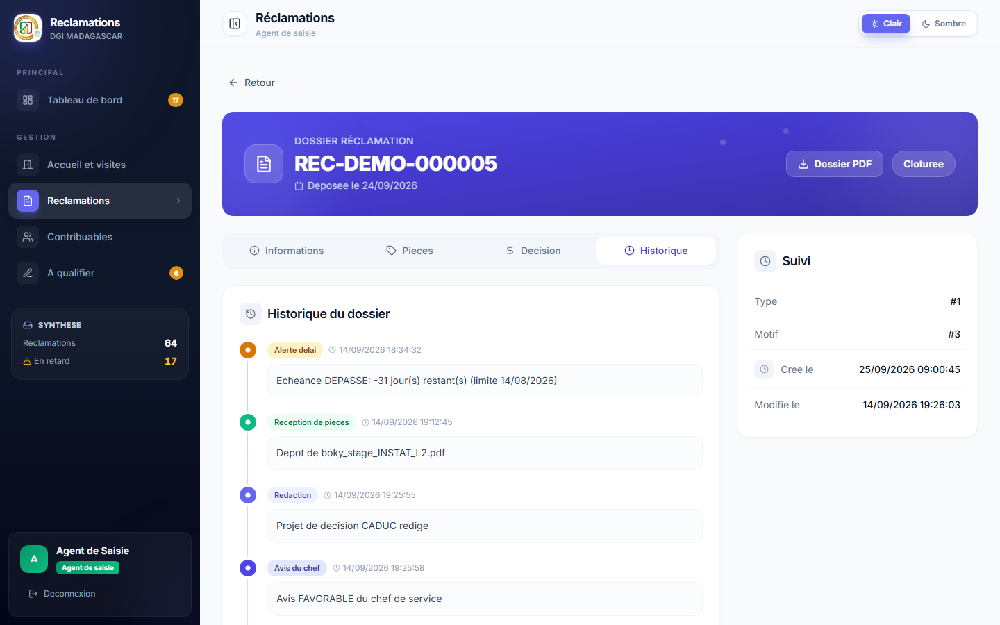 Reclamations
DGI MADAGASCAR
PRINCIPAL
Tableau de bord 17
GESTION
Accueil et visites
Reclamations
Contribuables
A qualifier 6
SYNTHESE
Reclamations 64
En retard 17
A
Agent de Saisie
Agent de saisie
Deconnexion
Réclamations
Agent de saisie
Clair
Sombre
Retour
DOSSIER RÉCLAMATION
REC-DEMO-000005
Deposee le 24/09/2026
Dossier PDF
Cloturee
Informations
Pieces
Decision
Historique
Historique du dossier
Alerte delai 14/09/2026 18:34:32
Echeance DEPASSE: -31 jour(s) restant(s) (limite 14/08/2026)
Reception de pieces 14/09/2026 19:12:45
Depot de boky_stage_INSTAT_L2.pdf
Redaction 14/09/2026 19:25:55
Projet de decision CADUC redige
Avis du chef 14/09/2026 19:25:58
Avis FAVORABLE du chef de service
Suivi
Type #1
Motif #3
Cree le 25/09/2026 09:00:45
Modifie le 14/09/2026 19:26:03